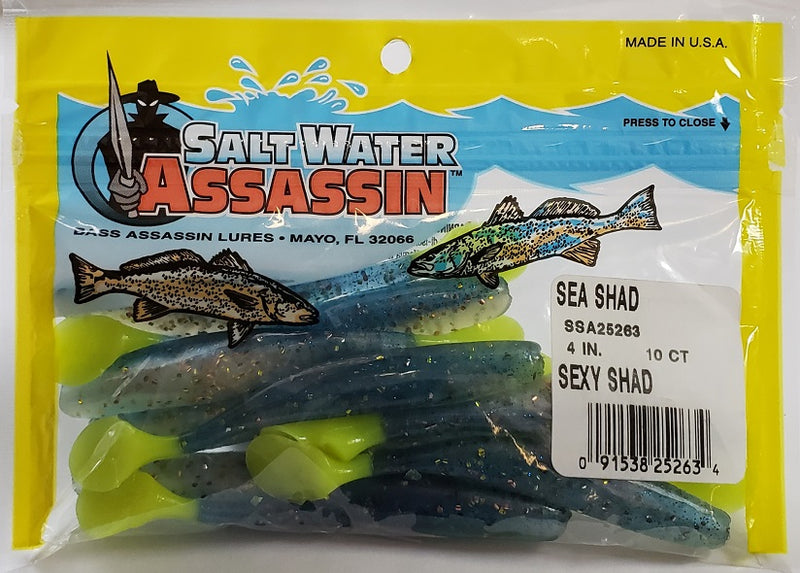 MADE IN U.S.A.
PRESS TO CLOSE
SALT WATER
ASSASSIN™
BASS ASSASSIN LURES • MAYO, FL 32066
SEA SHAD
SSA25263
4 IN. 10 CT
SEXY SHAD
0 91538 25263 4